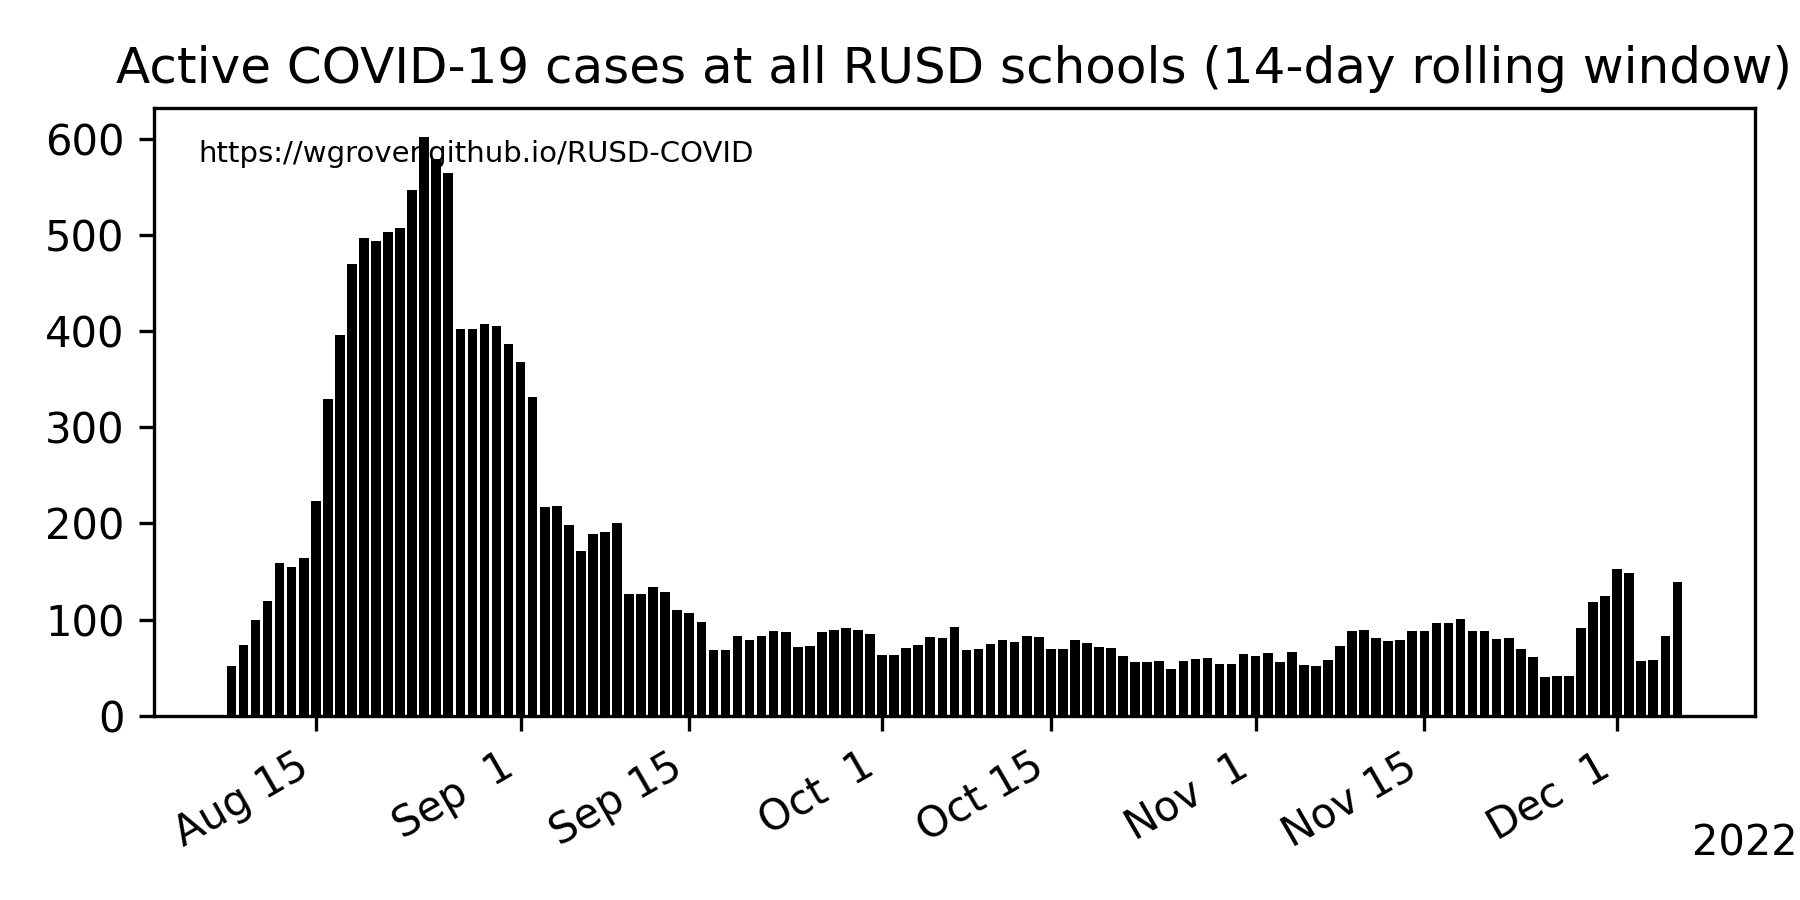 Active COVID-19 cases at all RUSD schools (14-day rolling window)
https://wgrover.github.io/RUSD-COVID
600
500
400
300
200
100
0
Aug 15
Sep 1
Sep 15
Oct 1
Oct 15
Nov 1
Nov 15
Dec 1
2022